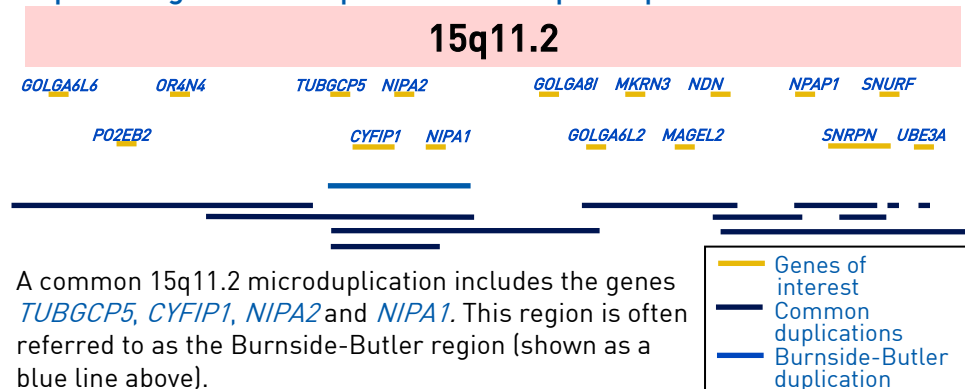 15q11.2
GOLGA6L6 OR4N4 TUBGCP5 NIPA2 GOLGA8I MKRN3 NDN NPAP1 SNURF
PO2EB2 CYFIP1 NIPA1 GOLGA6L2 MAGEL2 SNRPN UBE3A
A common 15q11.2 microduplication includes the genes
TUBGCP5, CYFIP1, NIPA2 and NIPA1. This region is often
referred to as the Burnside-Butler region (shown as a
blue line above).
Genes of
interest
Common
duplications
Burnside-Butler
duplication